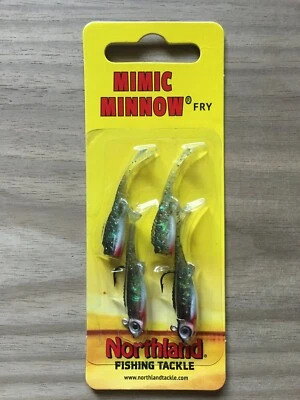 MIMIC
MINNOW® FRY
Northland®
FISHING TACKLE
www.northlandtackle.com